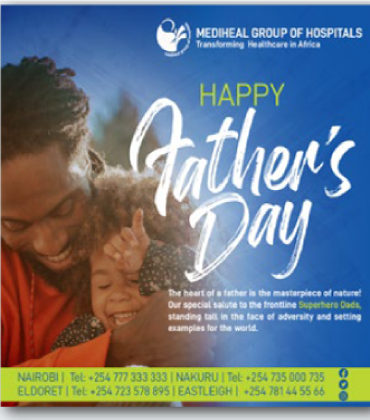 MEDIHEAL GROUP OF HOSPITALS
Transforming Healthcare in Africa
HAPPY
Father's
Day
The heart of a father is the masterpiece of nature!
Our special salute to the frontline Superhero Dads,
standing tall in the face of adversity and setting
examples for the world.
NAIROBI | Tel: +254 777 333 333 | NAKURU | Tel: +254 735 000 735
ELDORET | Tel: +254 723 578 895 | EASTLEIGH | +254 781 44 55 66